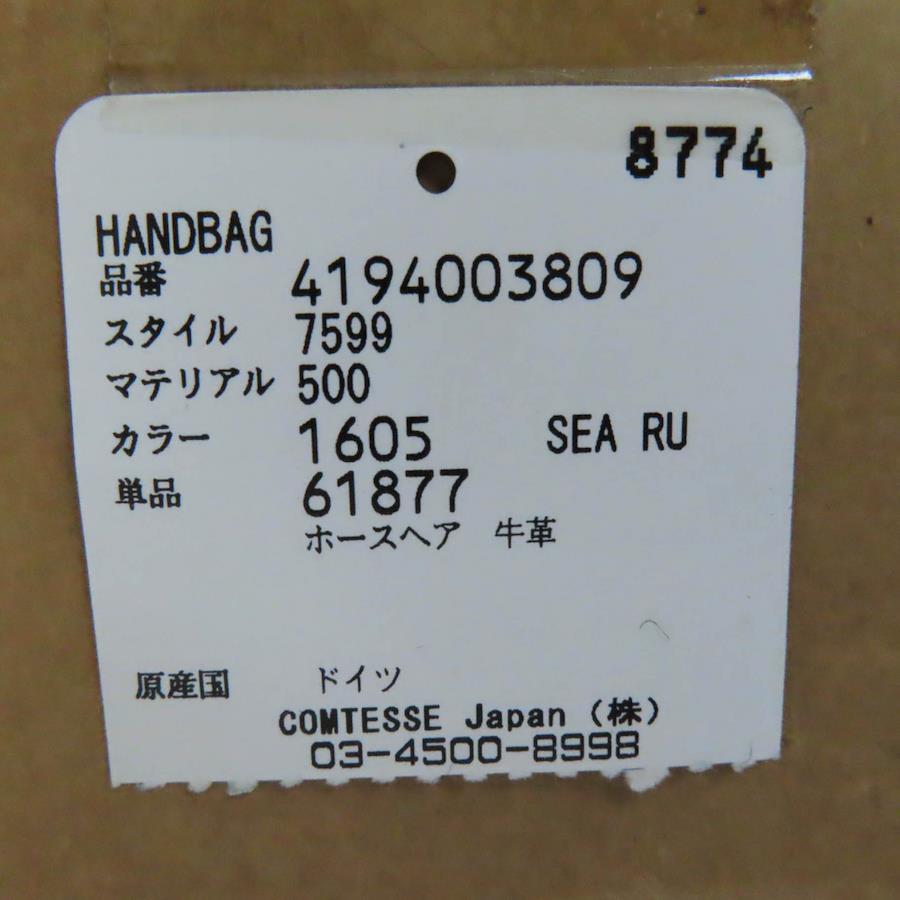 8774
HANDBAG
品番 4194003809
スタイル 7599
マテリアル 500
カラー 1605 SEA RU
単品 61877
ホースヘア 牛革
原産国 ドイツ
COMTESSE Japan (株)
03-4500-8998